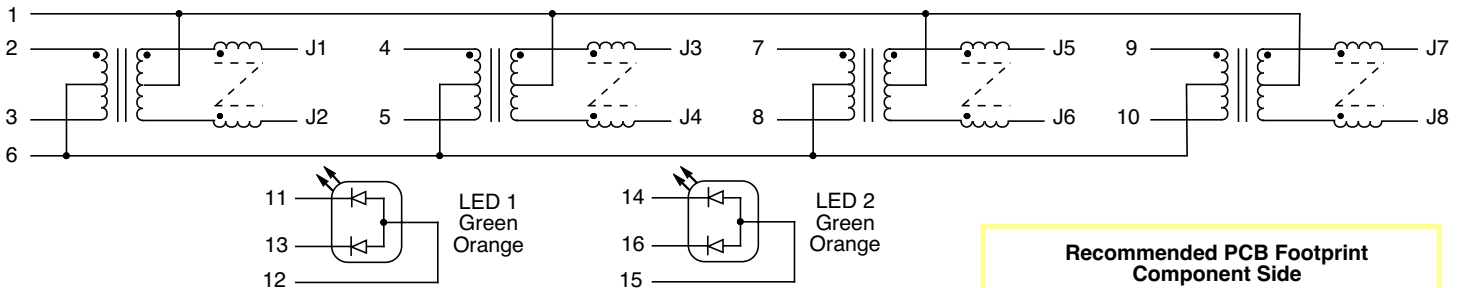 1
2 J1 4 J3 7 J5 9 J7
3 J2 5 J4 8 J6 10 J8
6
11 LED 1 14 LED 2
Green Green
13 Orange 16 Orange
12 15
Recommended PCB Footprint
Component Side